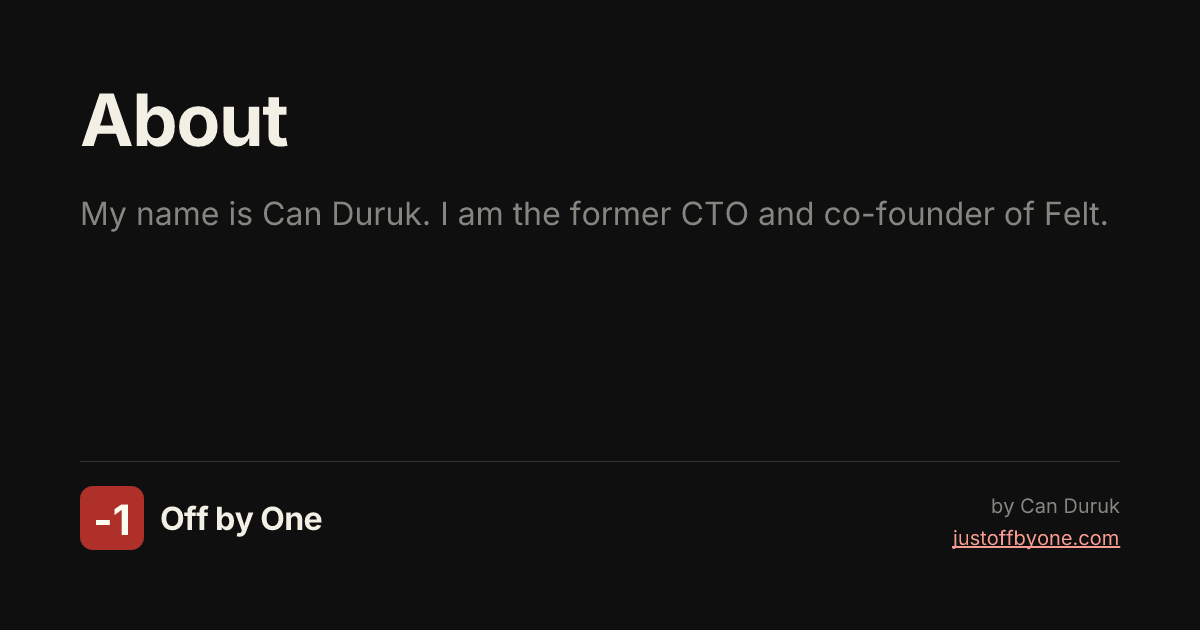 About
My name is Can Duruk. I am the former CTO and co-founder of Felt.
-1
Off by One
by Can Duruk
justoffbyone.com